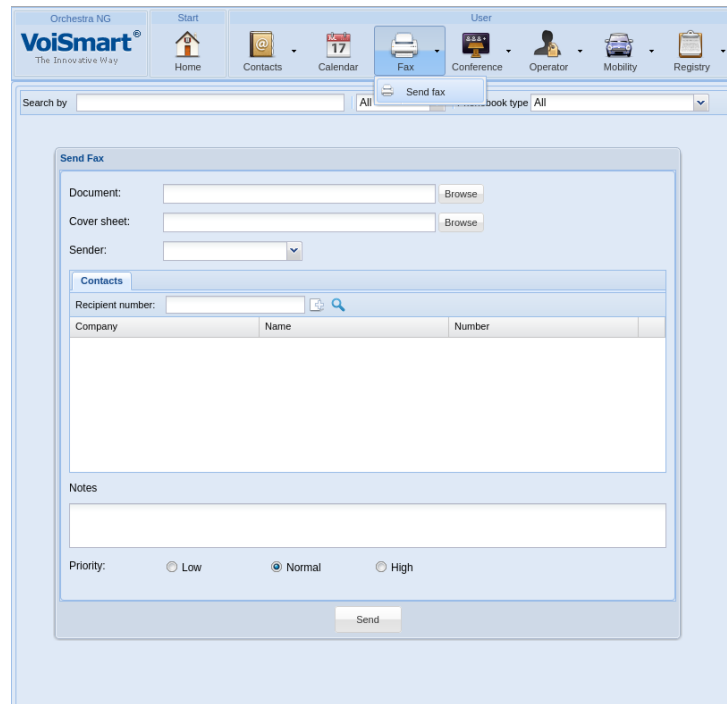 Orchestra NG Start User
VoiSmart®
The Innovative Way
Home Contacts Calendar Fax Conference Operator Mobility Registry
17
Send fax
Search by All Phonebook type All
Send Fax
Document: Browse
Cover sheet: Browse
Sender:
Contacts
Recipient number:
Company Name Number
Notes
Priority: Low Normal High
Send